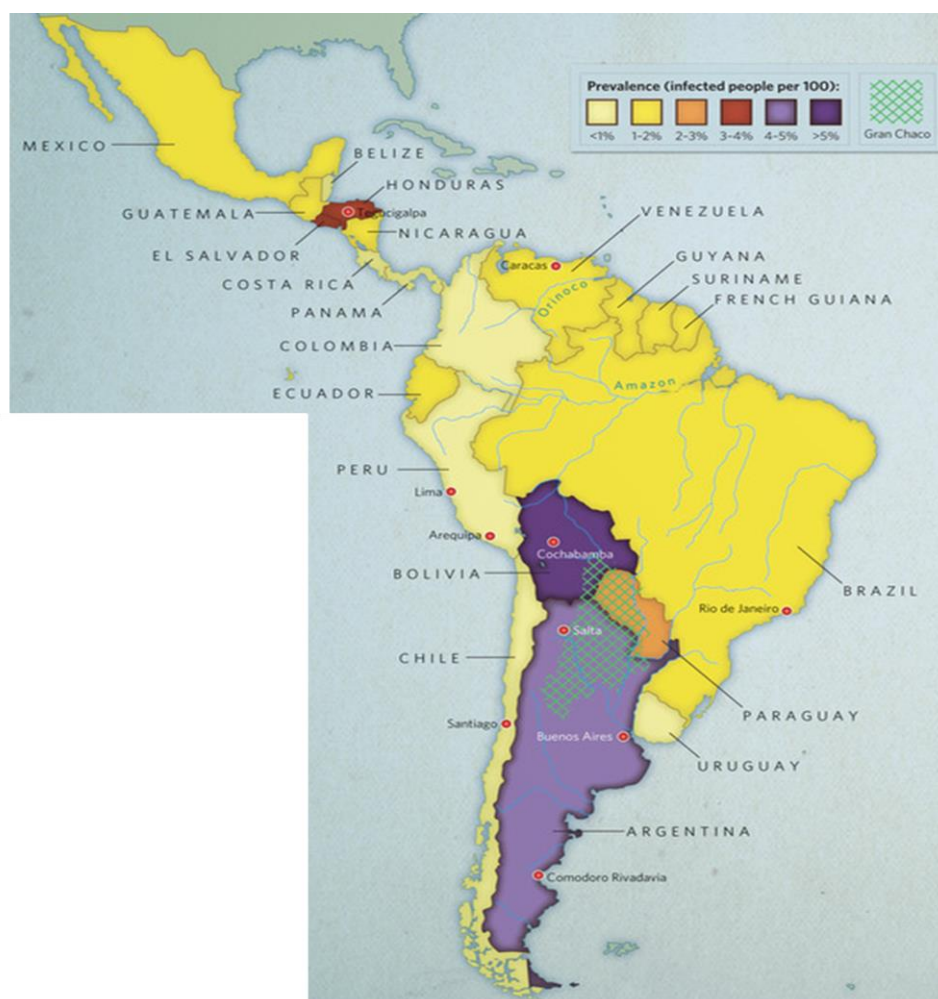 Prevalence (infected people per 100):
<1% 1-2% 2-3% 3-4% 4-5% >5%
Gran Chaco
MEXICO
BELIZE
HONDURAS
GUATEMALA
Tegucigalpa
NICARAGUA
EL SALVADOR
COSTA RICA
PANAMA
VENEZUELA
Caracas
GUYANA
SURINAME
FRENCH GUIANA
Orinoco
COLOMBIA
Amazon
ECUADOR
PERU
Lima
Arequipa
Cochabamba
BOLIVIA
BRAZIL
Rio de Janeiro
Salta
CHILE
PARAGUAY
Santiago
Buenos Aires
URUGUAY
ARGENTINA
Comodoro Rivadavia